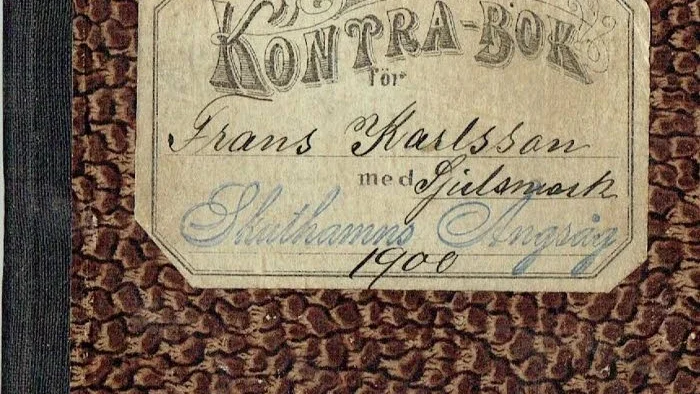 KONTRA-BOK
för
Frans Karlsson
med Sjulsmark
Skuthamns Ångsåg
1900